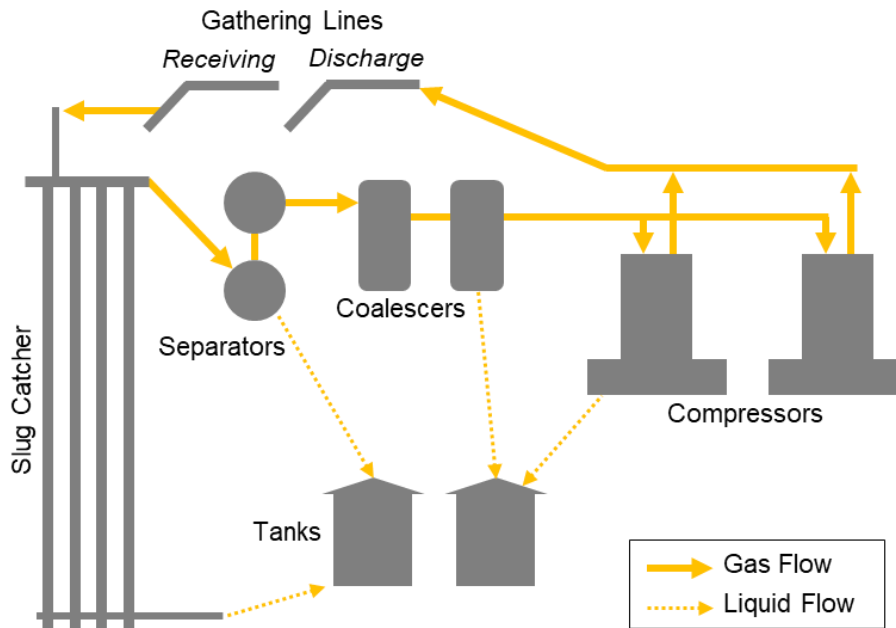 Gathering Lines
Receiving
Discharge
Separators
Coalescers
Compressors
Slug Catcher
Tanks
Gas Flow
Liquid Flow